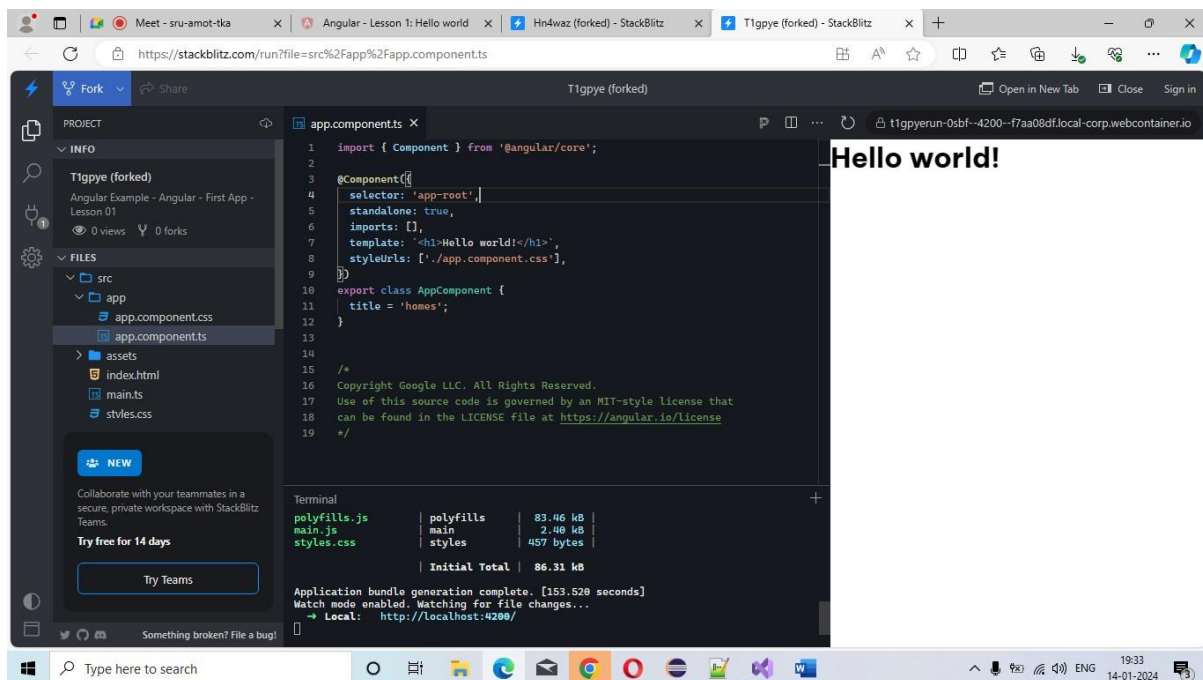 Meet - sru-amot-tka
Angular - Lesson 1: Hello world
Hn4waz (forked) - StackBlitz
T1gpye (forked) - StackBlitz
https://stackblitz.com/run?file=src%2Fapp%2Fapp.component.ts
Fork
Share
T1gpye (forked)
Open in New Tab
Close
Sign in
PROJECT
INFO
T1gpye (forked)
Angular Example - Angular - First App -
Lesson 01
0 views 0 forks
FILES
src
app
app.component.css
app.component.ts
assets
index.html
main.ts
styles.css
NEW
Collaborate with your teammates in a
secure, private workspace with StackBlitz
Teams.
Try free for 14 days
Try Teams
Something broken? File a bug!
app.component.ts
1 import { Component } from '@angular/core';
2
3 @Component({
4 selector: 'app-root',
5 standalone: true,
6 imports: [],
7 template: `<h1>Hello world!</h1>`,
8 styleUrls: ['./app.component.css'],
9 })
10 export class AppComponent {
11 title = 'homes';
12 }
13
14
15 /*
16 Copyright Google LLC. All Rights Reserved.
17 Use of this source code is governed by an MIT-style license that
18 can be found in the LICENSE file at https://angular.io/license
19 */
Terminal
polyfills.js | polyfills | 83.46 kB |
main.js | main | 2.40 kB |
styles.css | styles | 457 bytes |
| Initial Total | 86.31 kB
Application bundle generation complete. [153.520 seconds]
Watch mode enabled. Watching for file changes...
→ Local: http://localhost:4200/
t1gpyerun-0sbf--4200--f7aa08df.local-corp.webcontainer.io
Hello world!
Type here to search
ENG
19:33
14-01-2024